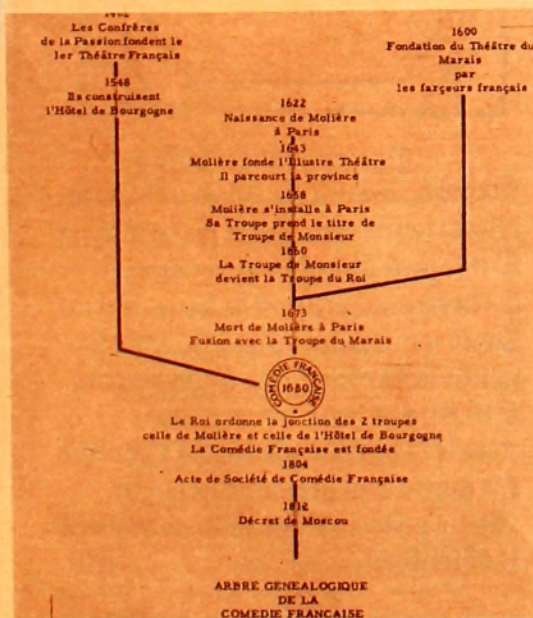 Les Confrères
de la Passion fondent le
1er Théâtre Français
1548
Ils construisent
l'Hôtel de Bourgogne
1600
Fondation du Théâtre du
Marais
par
les farceurs français
1622
Naissance de Molière
à Paris
1643
Molière fonde l'Illustre Théâtre
Il parcourt la province
1658
Molière s'installe à Paris
Sa Troupe prend le titre de
Troupe de Monsieur
1660
La Troupe de Monsieur
devient la Troupe du Roi
1673
Mort de Molière à Paris
Fusion avec la Troupe du Marais
COMÉDIE FRANÇAISE
1680
Le Roi ordonne la jonction des 2 troupes
celle de Molière et celle de l'Hôtel de Bourgogne
La Comédie Française est fondée
1804
Acte de Société de Comédie Française
1812
Décret de Moscou
ARBRE GENEALOGIQUE
DE LA
COMEDIE FRANCAISE